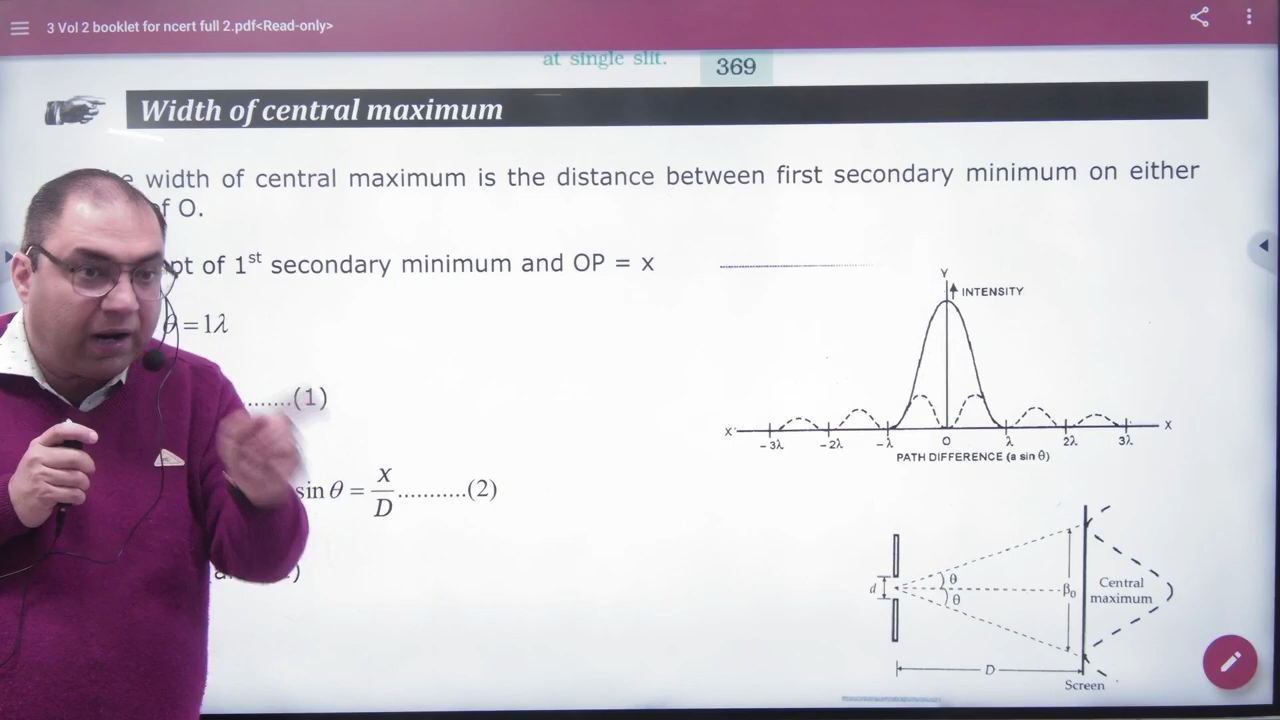 3 Vol 2 booklet for ncert full 2.pdf<Read-only>
at single slit.
369
Width of central maximum
width of central maximum is the distance between first secondary minimum on either
of O.
of 1st secondary minimum and OP = x
θ = 1λ
.......(1)
sin θ = x/D ...........(2)
Y
INTENSITY
X' X
- 3λ - 2λ - λ O λ 2λ 3λ
PATH DIFFERENCE (a sin θ)
d θ θ β0 Central maximum
D
Screen